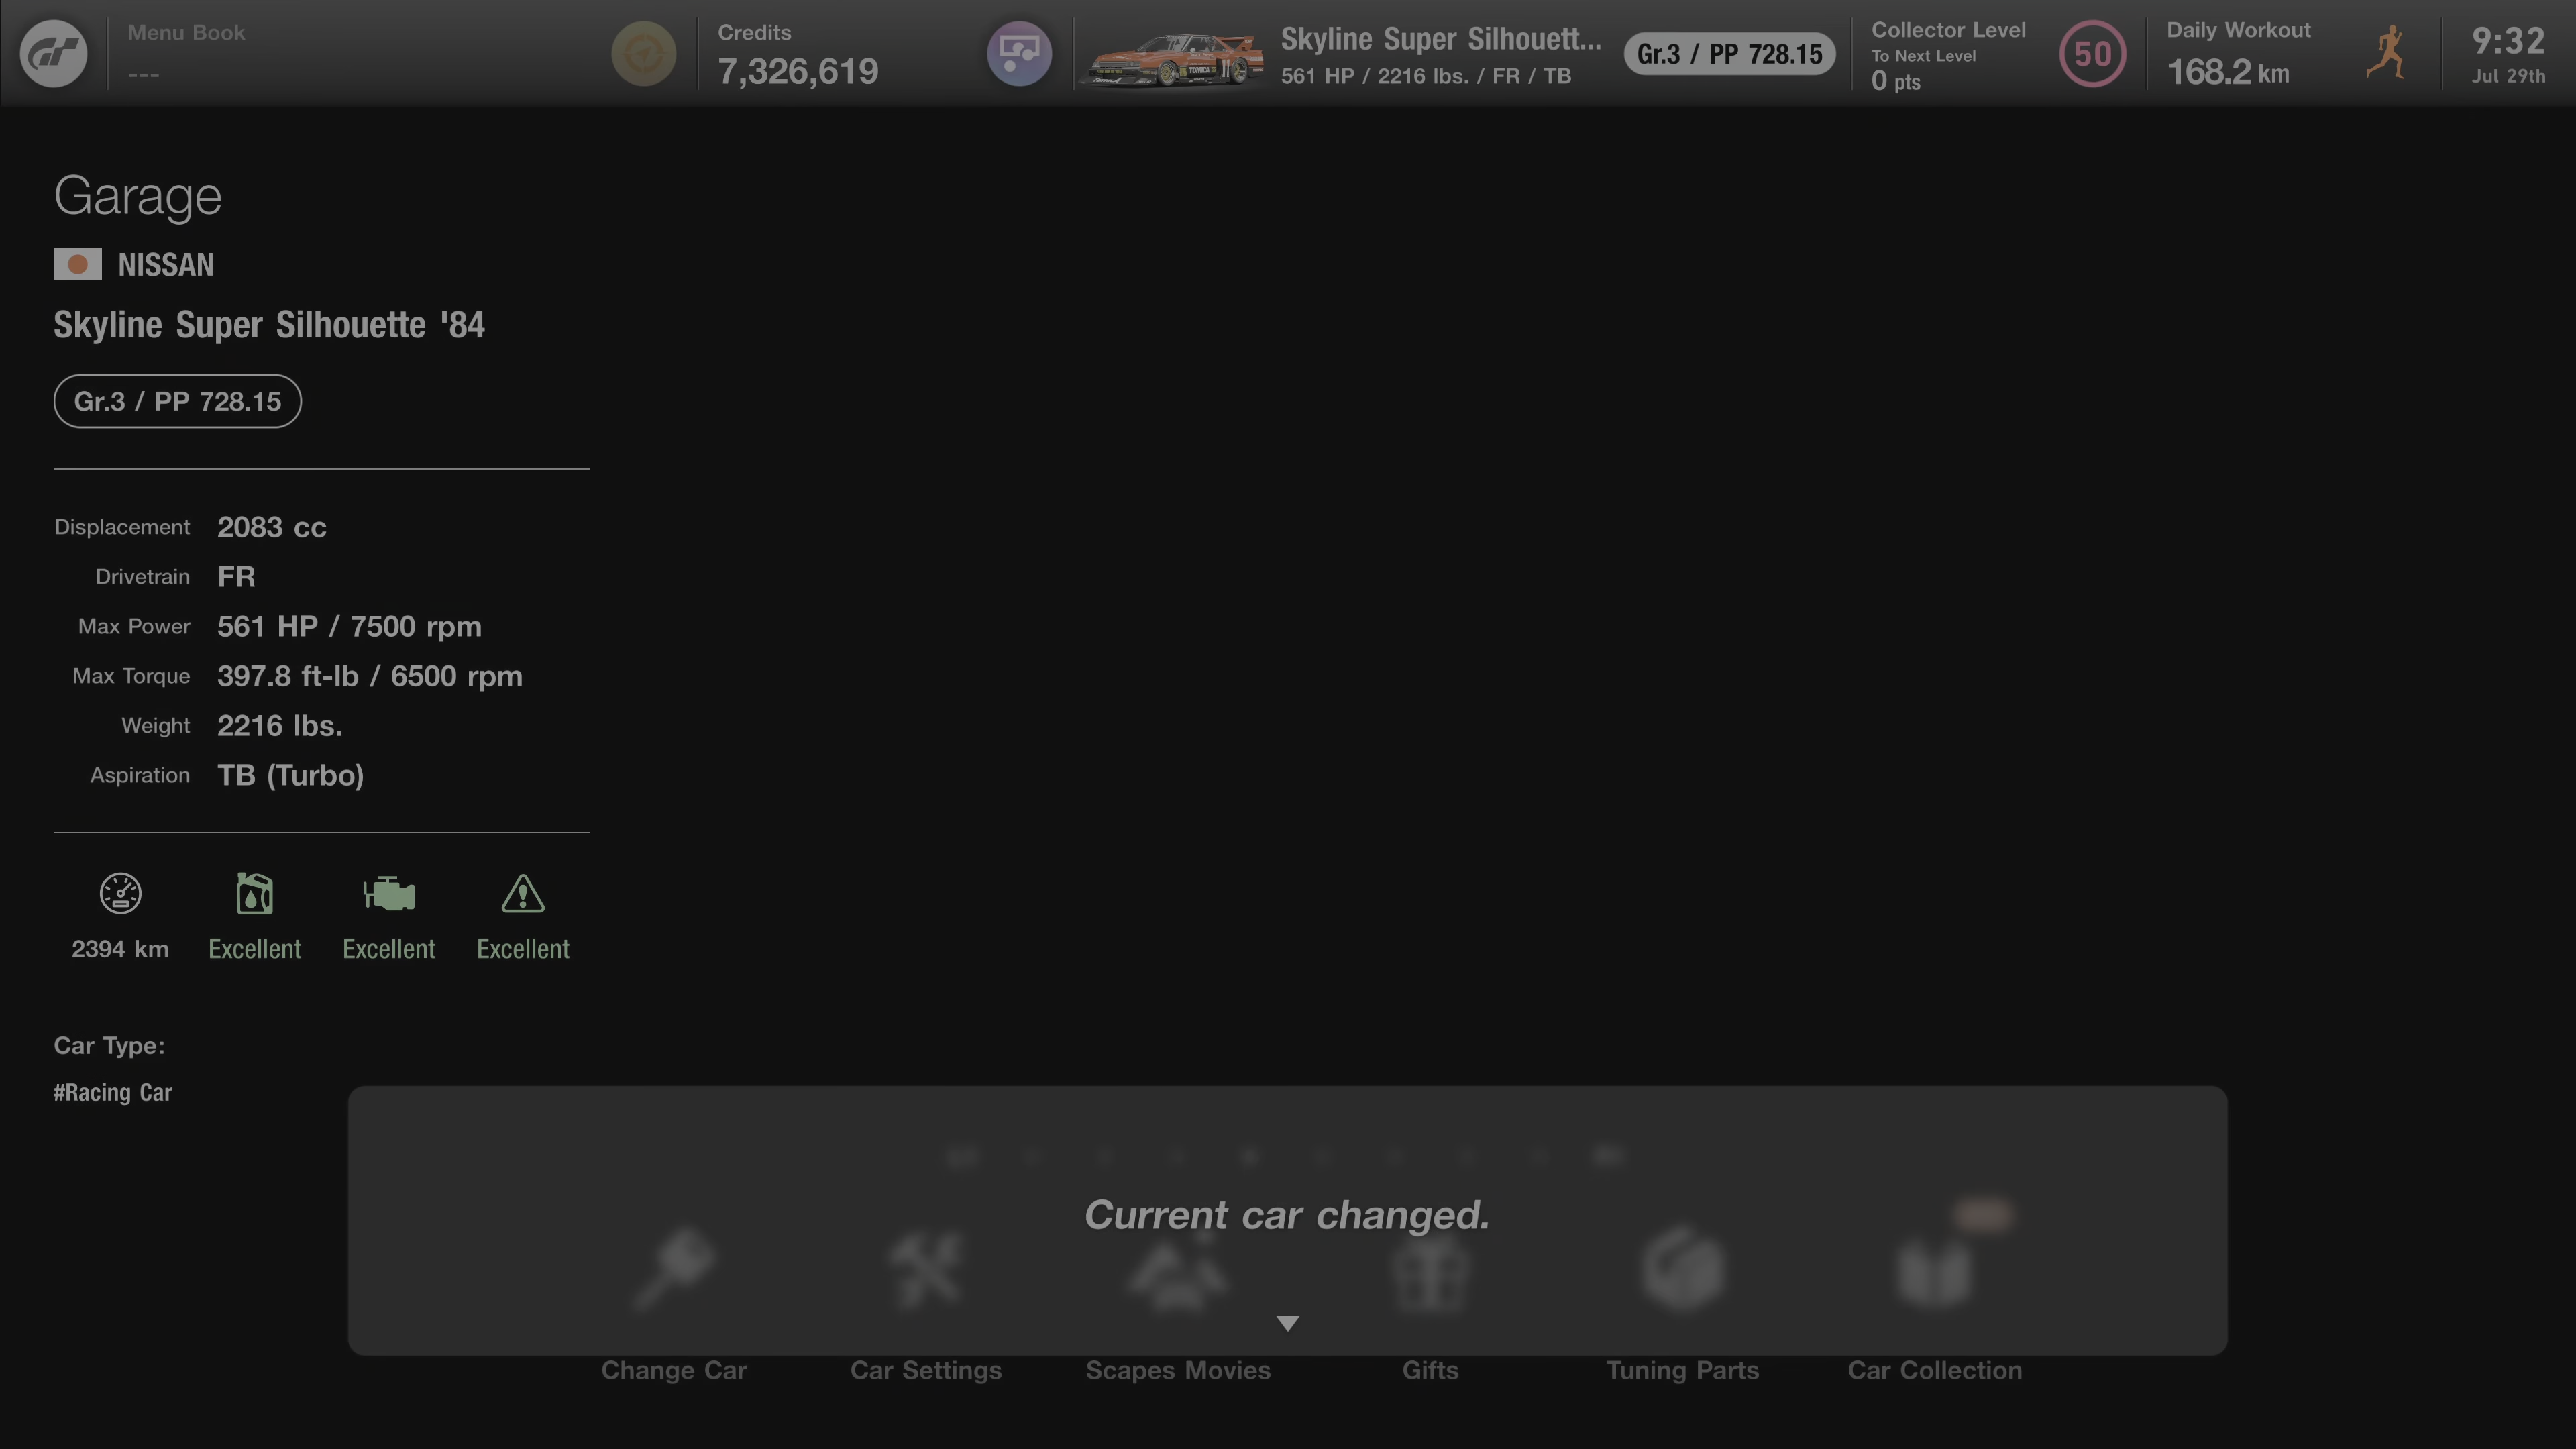 Menu Book
---
Credits
7,326,619
Skyline Super Silhouett...
561 HP / 2216 lbs. / FR / TB
Gr.3 / PP 728.15
Collector Level
To Next Level
0 pts
50
Daily Workout
168.2 km
9:32
Jul 29th
Garage
NISSAN
Skyline Super Silhouette '84
Gr.3 / PP 728.15
Displacement 2083 cc
Drivetrain FR
Max Power 561 HP / 7500 rpm
Max Torque 397.8 ft-lb / 6500 rpm
Weight 2216 lbs.
Aspiration TB (Turbo)
2394 km Excellent Excellent Excellent
Car Type:
#Racing Car
Current car changed.
Change Car Car Settings Scapes Movies Gifts Tuning Parts Car Collection